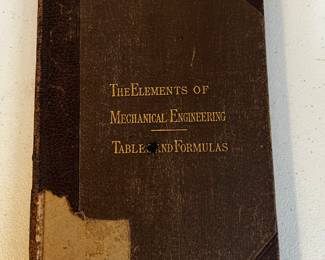 The Elements of
Mechanical Engineering
Tables and Formulas